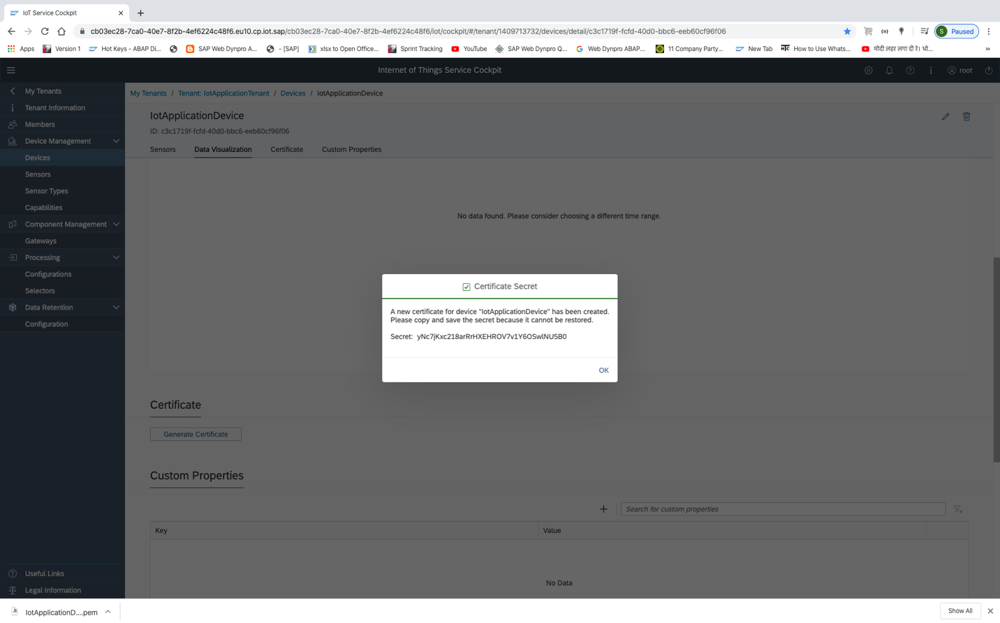 IoT Service Cockpit
cb03ec28-7ca0-40e7-8f2b-4ef6224c48f6.eu10.cp.iot.sap/cb03ec28-7ca0-40e7-8f2b-4ef6224c48f6/iot/cockpit/#/tenant/1409713732/devices/detail/c3c1719f-fcfd-40d0-bbc6-eeb60cf96f06
S Paused
Apps Version 1 Hot Keys - ABAP Di... SAP Web Dynpro A... - [SAP] xlsx to Open Office... Sprint Tracking YouTube SAP Web Dynpro Q... Web Dynpro ABAP... 11 Company Party... New Tab How to Use Whats... मोदी लहर लगा दी रे। धो... »
Internet of Things Service Cockpit
root
My Tenants
Tenant Information
Members
Device Management
Devices
Sensors
Sensor Types
Capabilities
Component Management
Gateways
Processing
Configurations
Selectors
Data Retention
Configuration
Useful Links
Legal Information
My Tenants / Tenant: IotApplicationTenant / Devices / IotApplicationDevice
IotApplicationDevice
ID: c3c1719f-fcfd-40d0-bbc6-eeb60cf96f06
Sensors Data Visualization Certificate Custom Properties
No data found. Please consider choosing a different time range.
Certificate Secret
A new certificate for device "IotApplicationDevice" has been created.
Please copy and save the secret because it cannot be restored.
Secret: yNc7jKxc218arRrHXEHROV7v1Y6OSwlNU5B0
OK
Certificate
Generate Certificate
Custom Properties
Search for custom properties
Key Value
No Data
IotApplicationD....pem
Show All